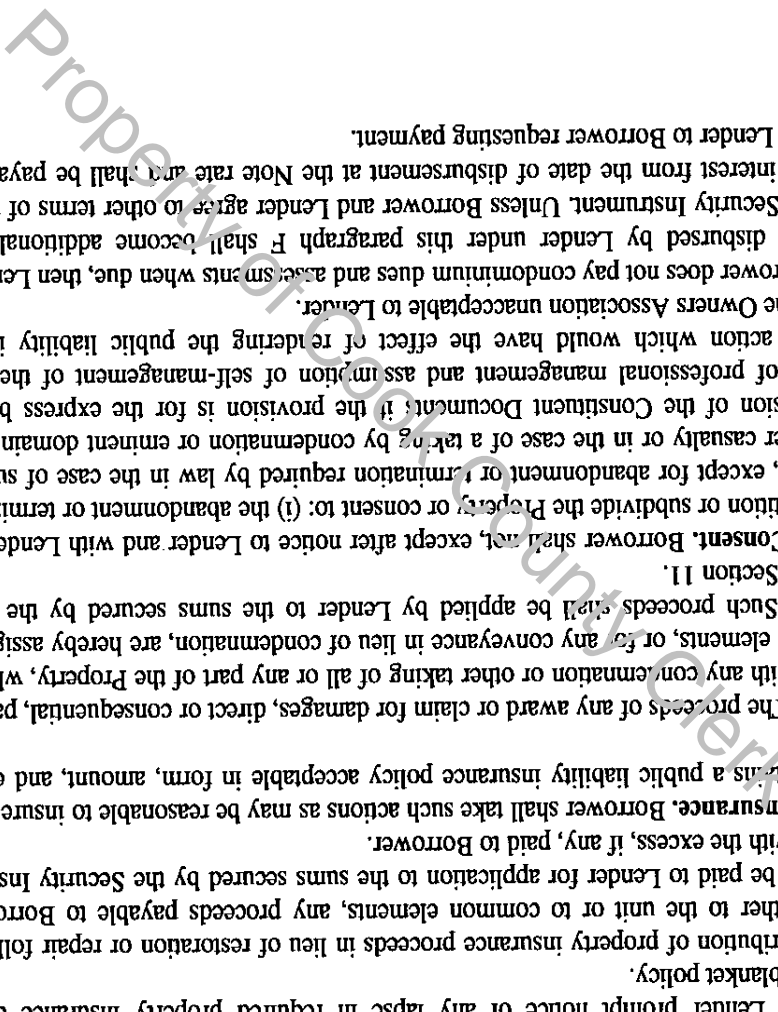 Lender prompt notice of any lapse in required property insurance
blanket policy.
ribution of property insurance proceeds in lieu of restoration or repair foll
ther to the unit or to common elements, any proceeds payable to Borro
be paid to Lender for application to the sums secured by the Security Ins
ith the excess, if any, paid to Borrower.
nsurance. Borrower shall take such actions as may be reasonable to insure
a public liability insurance policy acceptable in form, amount, and
The proceeds of any award or claim for damages, direct or consequential, pa
ith any condemnation or other taking of all or any part of the Property, w
elements, or for any conveyance in lieu of condemnation, are hereby assig
Such proceeds shall be applied by Lender to the sums secured by the
Section 11.
Consent. Borrower shall not, except after notice to Lender and with Lende
tition or subdivide the Property or consent to: (i) the abandonment or termi
, except for abandonment or termination required by law in the case of su
er casualty or in the case of a taking by condemnation or eminent domain
sion of the Constituent Documents if the provision is for the express b
of professional management and assumption of self-management of the
action which would have the effect of rendering the public liability i
he Owners Association unacceptable to Lender.
rower does not pay condominium dues and assessments when due, then Len
disbursed by Lender under this paragraph F shall become additional
Security Instrument. Unless Borrower and Lender agree to other terms of
interest from the date of disbursement at the Note rate and shall be paya
Lender to Borrower requesting payment.
Property of Cook County Clerk